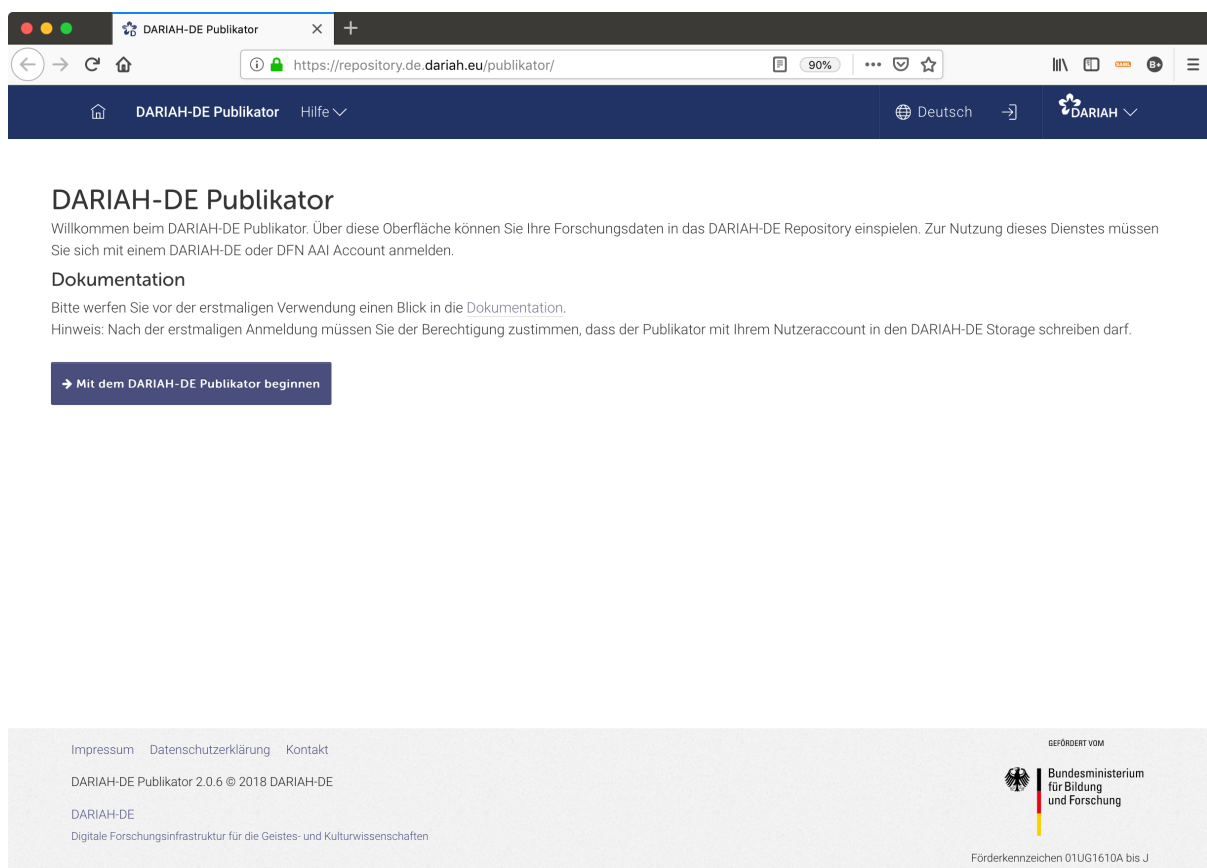 DARIAH-DE Publikator
https://repository.de.dariah.eu/publikator/
90%
DARIAH-DE Publikator Hilfe Deutsch DARIAH
DARIAH-DE Publikator
Willkommen beim DARIAH-DE Publikator. Über diese Oberfläche können Sie Ihre Forschungsdaten in das DARIAH-DE Repository einspielen. Zur Nutzung dieses Dienstes müssen
Sie sich mit einem DARIAH-DE oder DFN AAI Account anmelden.
Dokumentation
Bitte werfen Sie vor der erstmaligen Verwendung einen Blick in die Dokumentation.
Hinweis: Nach der erstmaligen Anmeldung müssen Sie der Berechtigung zustimmen, dass der Publikator mit Ihrem Nutzeraccount in den DARIAH-DE Storage schreiben darf.
→ Mit dem DARIAH-DE Publikator beginnen
Impressum Datenschutzerklärung Kontakt
DARIAH-DE Publikator 2.0.6 © 2018 DARIAH-DE
DARIAH-DE
Digitale Forschungsinfrastruktur für die Geistes- und Kulturwissenschaften
GEFÖRDERT VOM
Bundesministerium
für Bildung
und Forschung
Förderkennzeichen 01UG1610A bis J